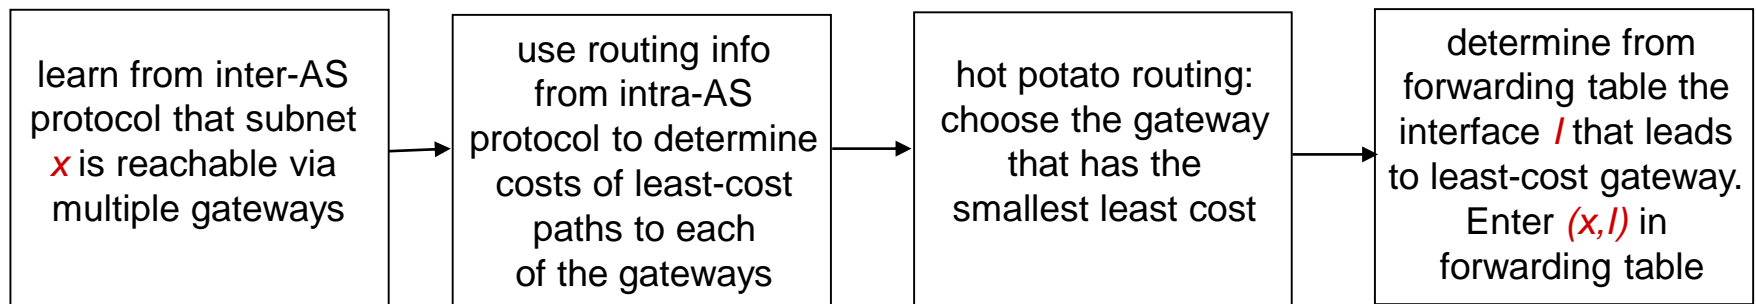 learn from inter-AS
protocol that subnet
x is reachable via
multiple gateways
use routing info
from intra-AS
protocol to determine
costs of least-cost
paths to each
of the gateways
hot potato routing:
choose the gateway
that has the
smallest least cost
determine from
forwarding table the
interface I that leads
to least-cost gateway.
Enter (x,I) in
forwarding table